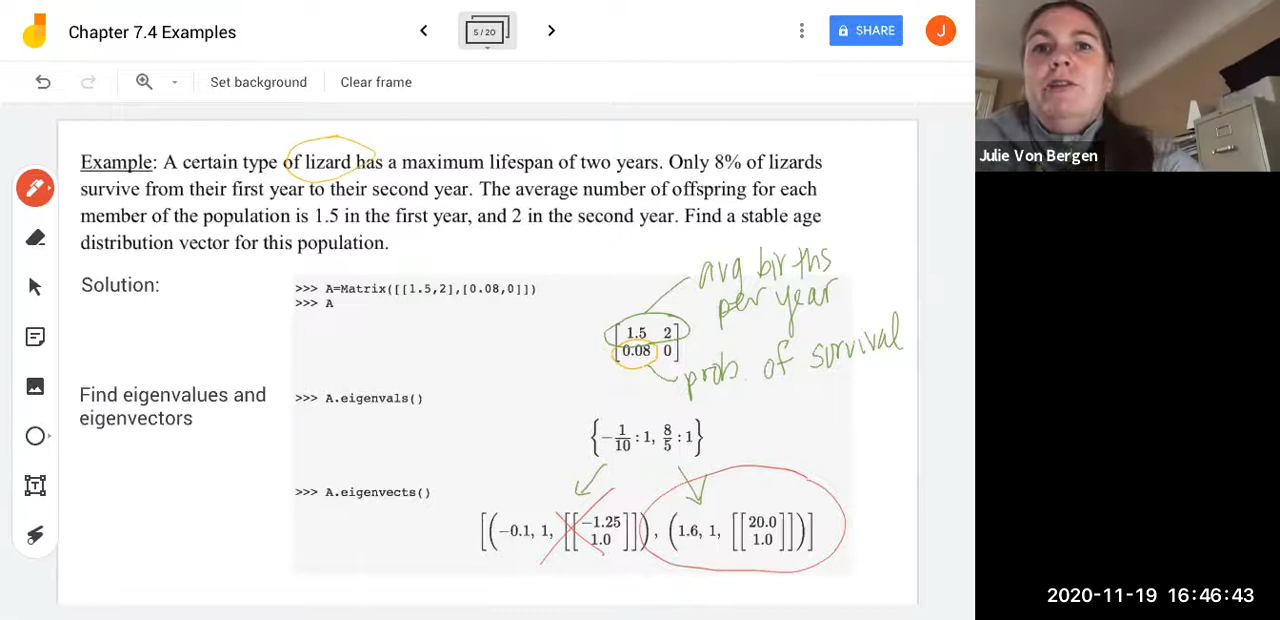 Chapter 7.4 Examples
5 / 20
SHARE
J
Set background
Clear frame
Julie Von Bergen
Example: A certain type of lizard has a maximum lifespan of two years. Only 8% of lizards
survive from their first year to their second year. The average number of offspring for each
member of the population is 1.5 in the first year, and 2 in the second year. Find a stable age
distribution vector for this population.
Solution:
>>> A=Matrix([[1.5,2],[0.08,0]])
>>> A
[1.5 2]
[0.08 0]
avg births
per year
prob. of survival
Find eigenvalues and
eigenvectors
>>> A.eigenvals()
{-1/10 : 1, 8/5 : 1}
>>> A.eigenvects()
[(-0.1, 1, [[-1.25 1.0]]), (1.6, 1, [[20.0 1.0]])]
2020-11-19 16:46:43